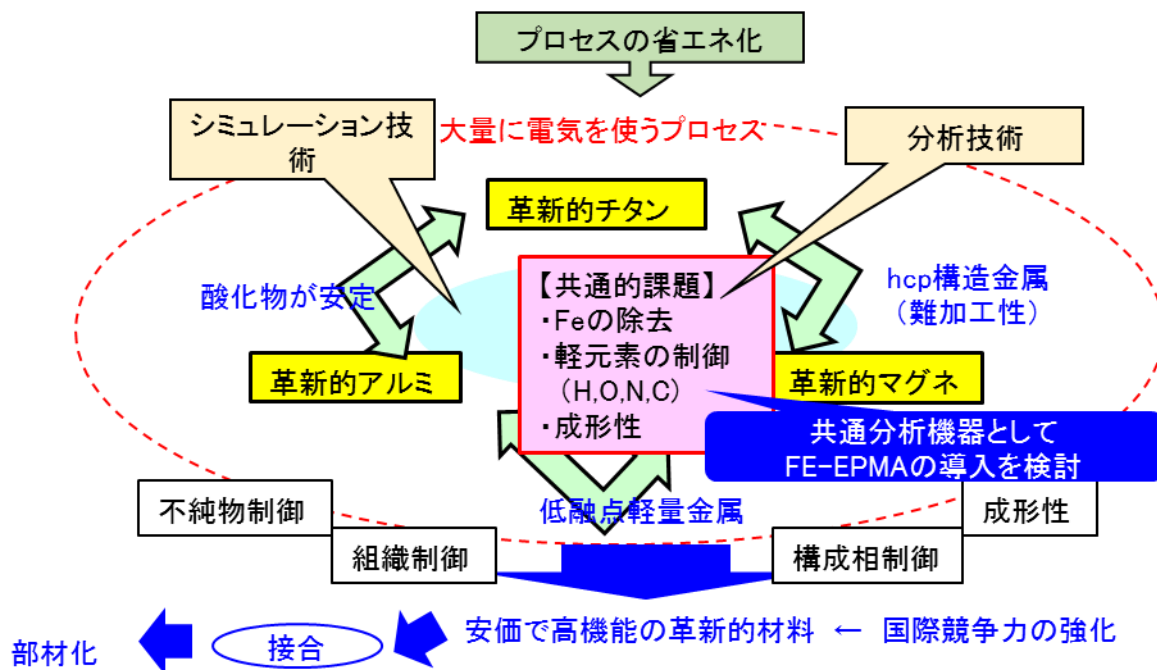 プロセスの省エネ化
シミュレーション技
術
大量に電気を使うプロセス
分析技術
革新的チタン
酸化物が安定
【共通的課題】
・Feの除去
・軽元素の制御
（H,O,N,C）
・成形性
hcp構造金属
（難加工性）
革新的アルミ
革新的マグネ
共通分析機器として
FE-EPMAの導入を検討
不純物制御
低融点軽量金属
成形性
組織制御
構成相制御
安価で高機能の革新的材料 ← 国際競争力の強化
接合
部材化